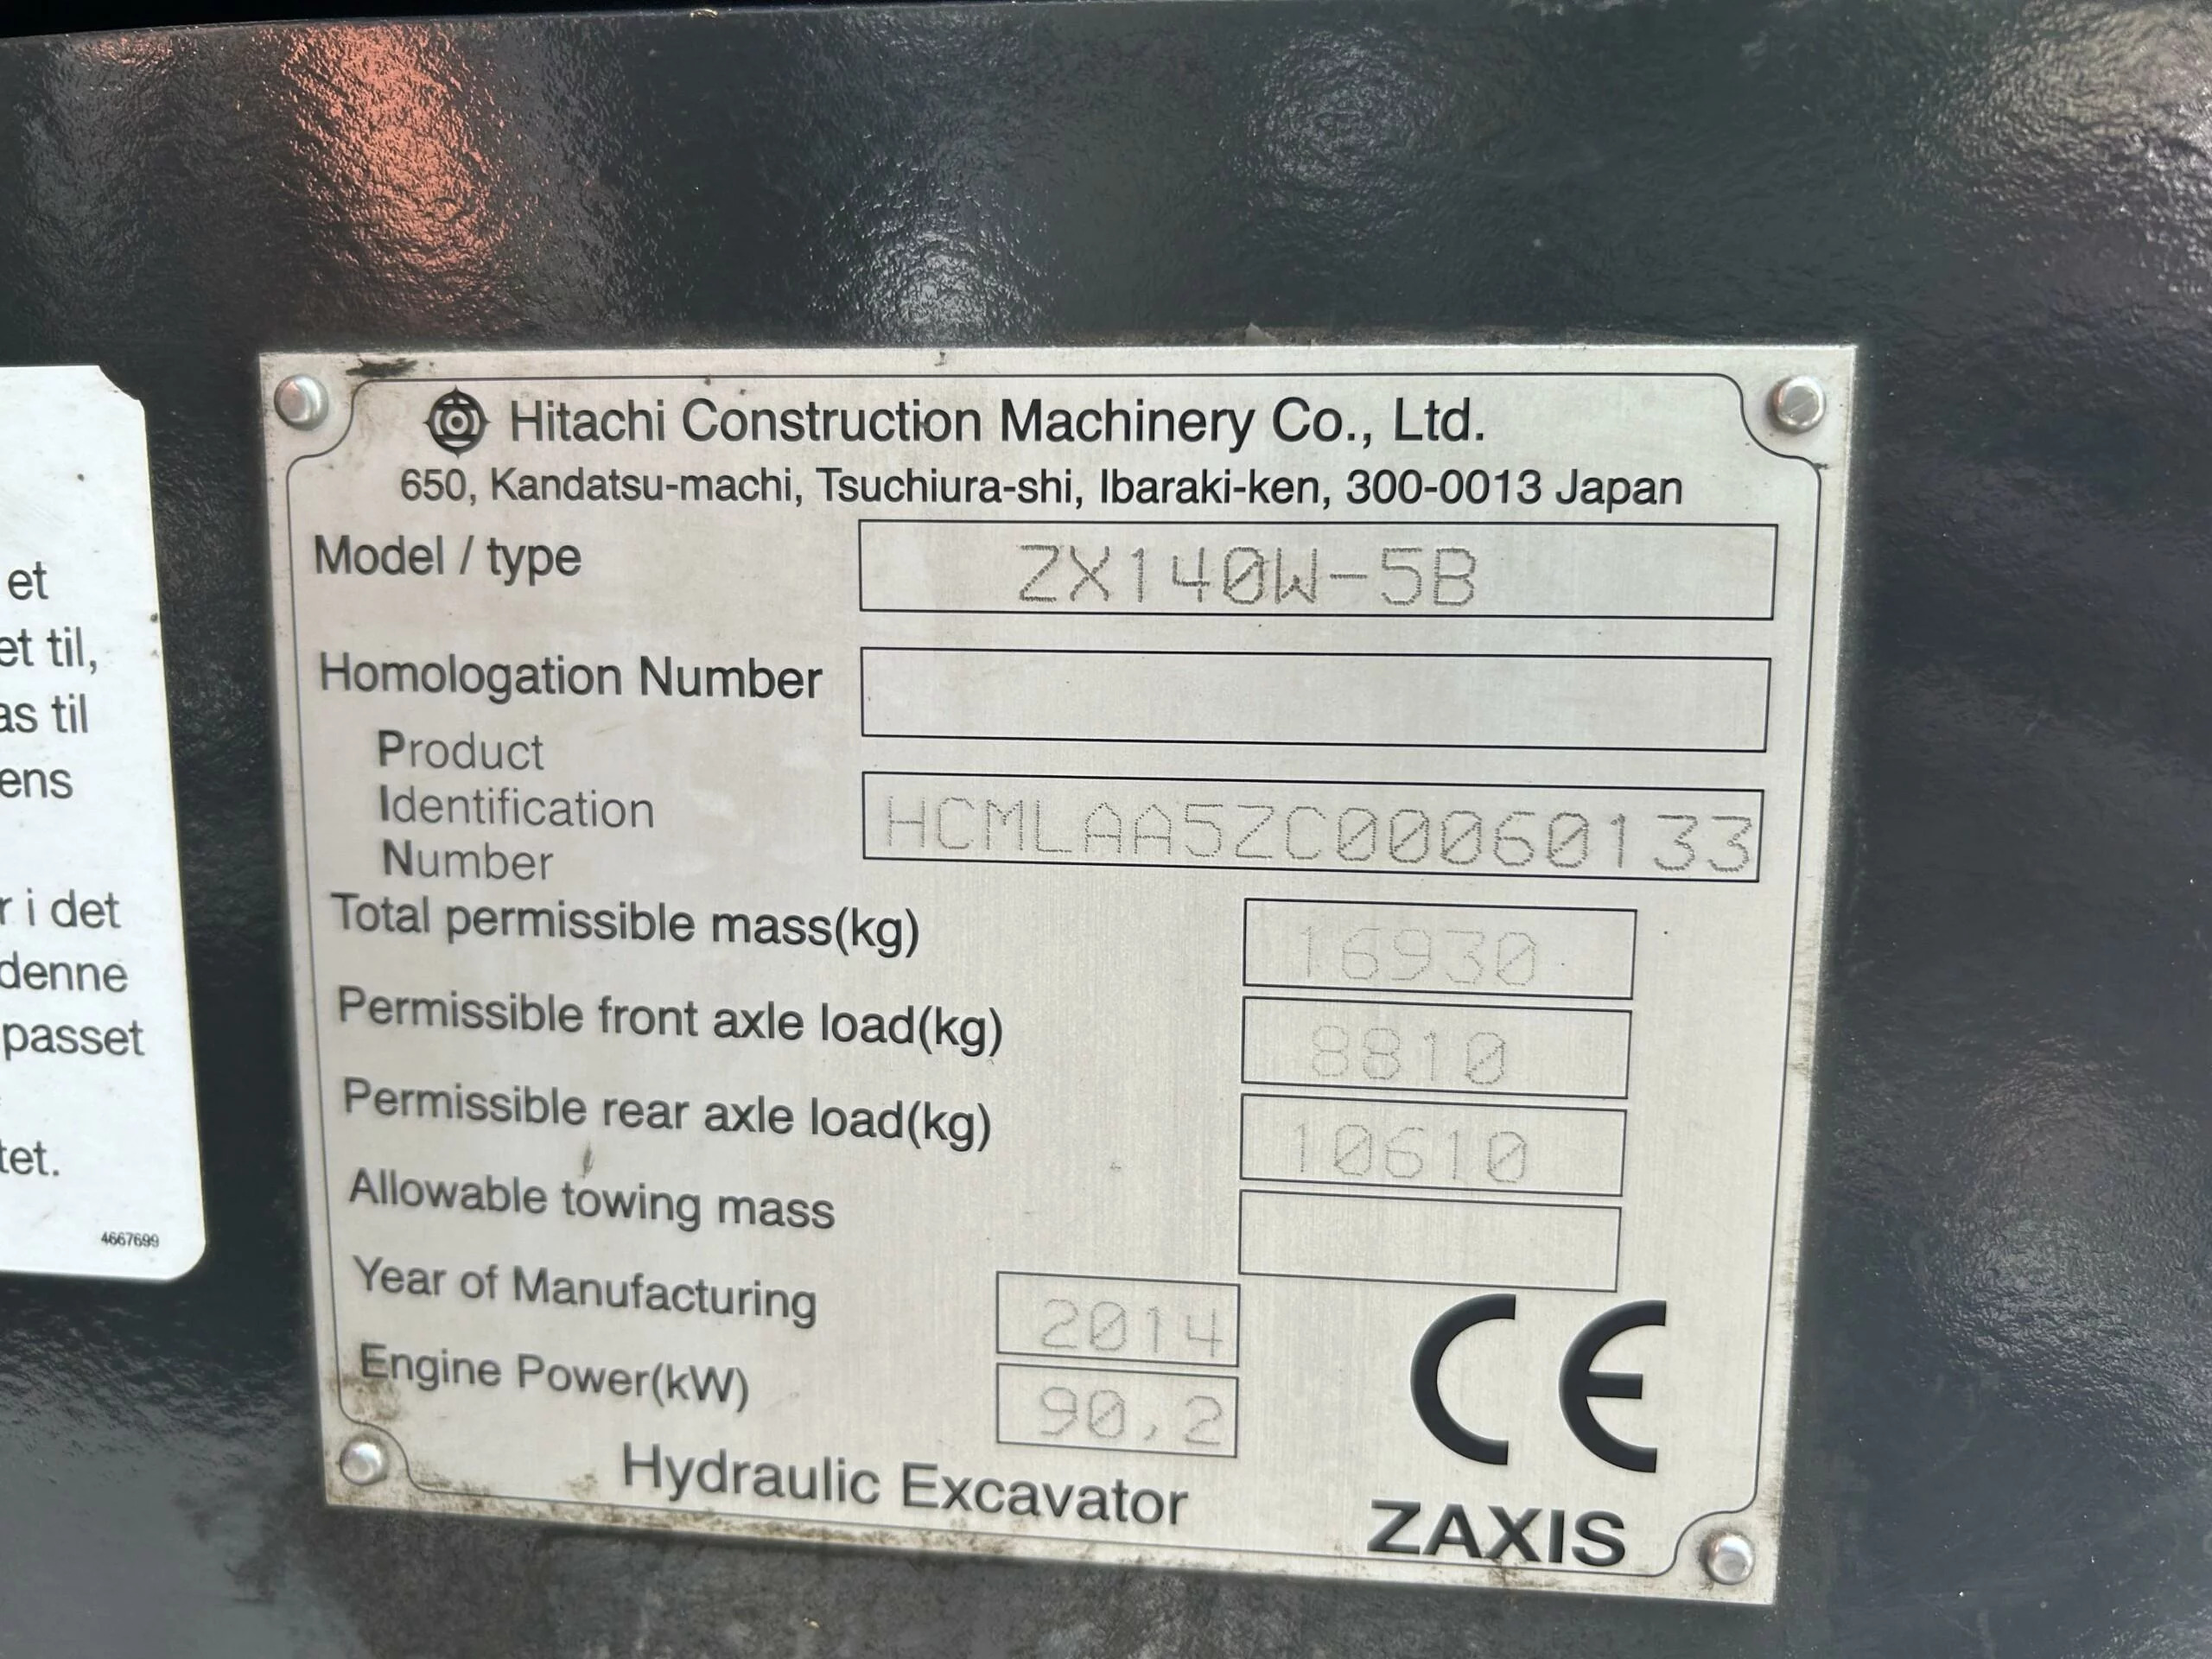 Hitachi Construction Machinery Co., Ltd.
650, Kandatsu-machi, Tsuchiura-shi, Ibaraki-ken, 300-0013 Japan
Model / type ZX140W-5B
Homologation Number
Product
Identification
Number HCMLAA5ZC00060133
Total permissible mass(kg) 16930
Permissible front axle load(kg) 8810
Permissible rear axle load(kg) 10610
Allowable towing mass
Year of Manufacturing 2014
Engine Power(kW) 90,2
Hydraulic Excavator
CE
ZAXIS
et
et til,
as til
ens
r i det
denne
passet
tet.
4667699